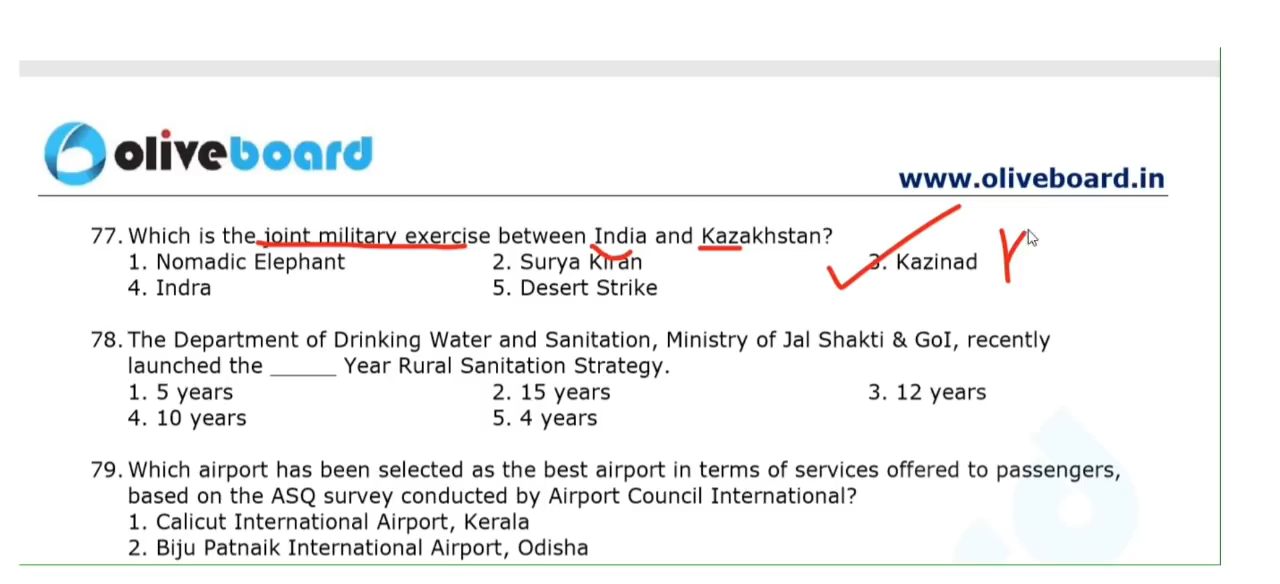 oliveboard
www.oliveboard.in
77. Which is the joint military exercise between India and Kazakhstan?
1. Nomadic Elephant 2. Surya Kiran 3. Kazinad
4. Indra 5. Desert Strike
78. The Department of Drinking Water and Sanitation, Ministry of Jal Shakti & GoI, recently
launched the ______ Year Rural Sanitation Strategy.
1. 5 years 2. 15 years 3. 12 years
4. 10 years 5. 4 years
79. Which airport has been selected as the best airport in terms of services offered to passengers,
based on the ASQ survey conducted by Airport Council International?
1. Calicut International Airport, Kerala
2. Biju Patnaik International Airport, Odisha